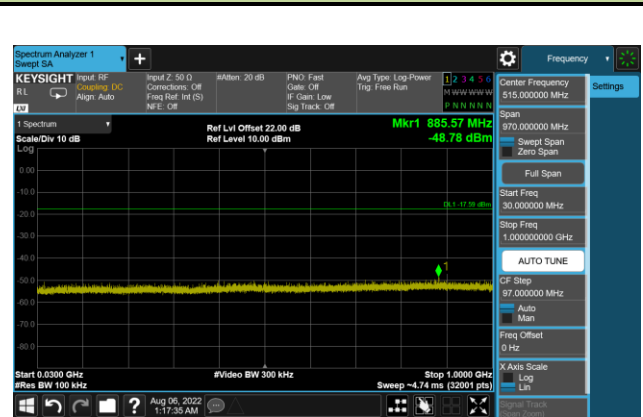 Spectrum Analyzer 1
Swept SA
+
Frequency
KEYSIGHT
RL
LXI
Input: RF
Coupling: DC
Align: Auto
Input Z: 50 Ω
Corrections: Off
Freq Ref: Int (S)
NFE: Off
#Atten: 20 dB
PNO: Fast
Gate: Off
IF Gain: Low
Sig Track: Off
Avg Type: Log-Power
Trig: Free Run
1 2 3 4 5 6
M W W W W W
P N N N N N
1 Spectrum
Scale/Div 10 dB
Log
Ref Lvl Offset 22.00 dB
Ref Level 10.00 dBm
Mkr1 885.57 MHz
-48.78 dBm
0.00
-10.0
-20.0
-30.0
-40.0
-50.0
-60.0
-70.0
-80.0
DL1 -17.59 dBm
1
Start 0.0300 GHz
#Res BW 100 kHz
#Video BW 300 kHz
Stop 1.0000 GHz
Sweep ~4.74 ms (32001 pts)
Aug 06, 2022
1:17:35 AM
Center Frequency
515.000000 MHz
Settings
Span
970.000000 MHz
Swept Span
Zero Span
Full Span
Start Freq
30.000000 MHz
Stop Freq
1.000000000 GHz
AUTO TUNE
CF Step
97.000000 MHz
Auto
Man
Freq Offset
0 Hz
X Axis Scale
Log
Lin
Signal Track
(Span Zoom)